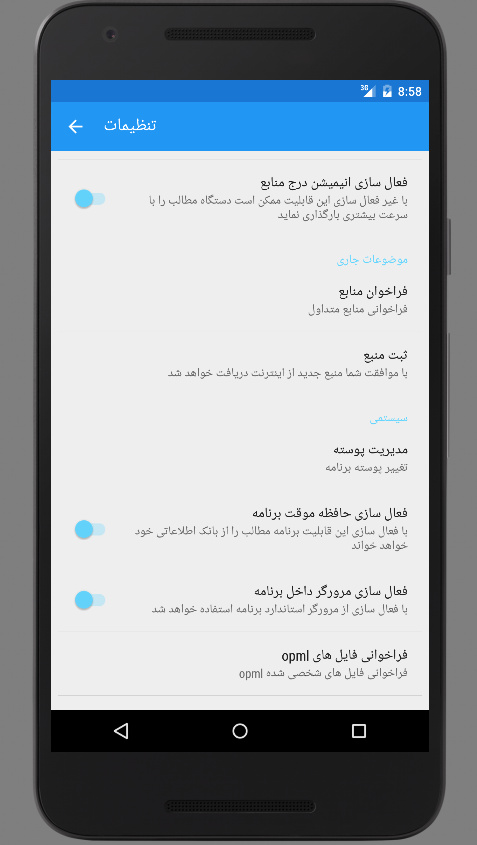 3G 8:58
تنظیمات
فعال سازی انیمیشن درج منابع
با غیر فعال سازی این قابلیت ممکن است دستگاه مطالب را با
سرعت بیشتری بارگذاری نماید
موضوعات جاری
فراخوان منابع
فراخوانی منابع متداول
ثبت منبع
با موافقت شما منبع جدید از اینترنت دریافت خواهد شد
سیستمی
مدیریت پوسته
تغییر پوسته برنامه
فعال سازی حافظه موقت برنامه
با فعال سازی این قابلیت برنامه مطالب را از بانک اطلاعاتی خود
خواهد خواند
فعال سازی مرورگر داخل برنامه
با فعال سازی از مرورگر استاندارد برنامه استفاده خواهد شد
فراخوانی فایل های opml
فراخوانی فایل های شخصی شده opml